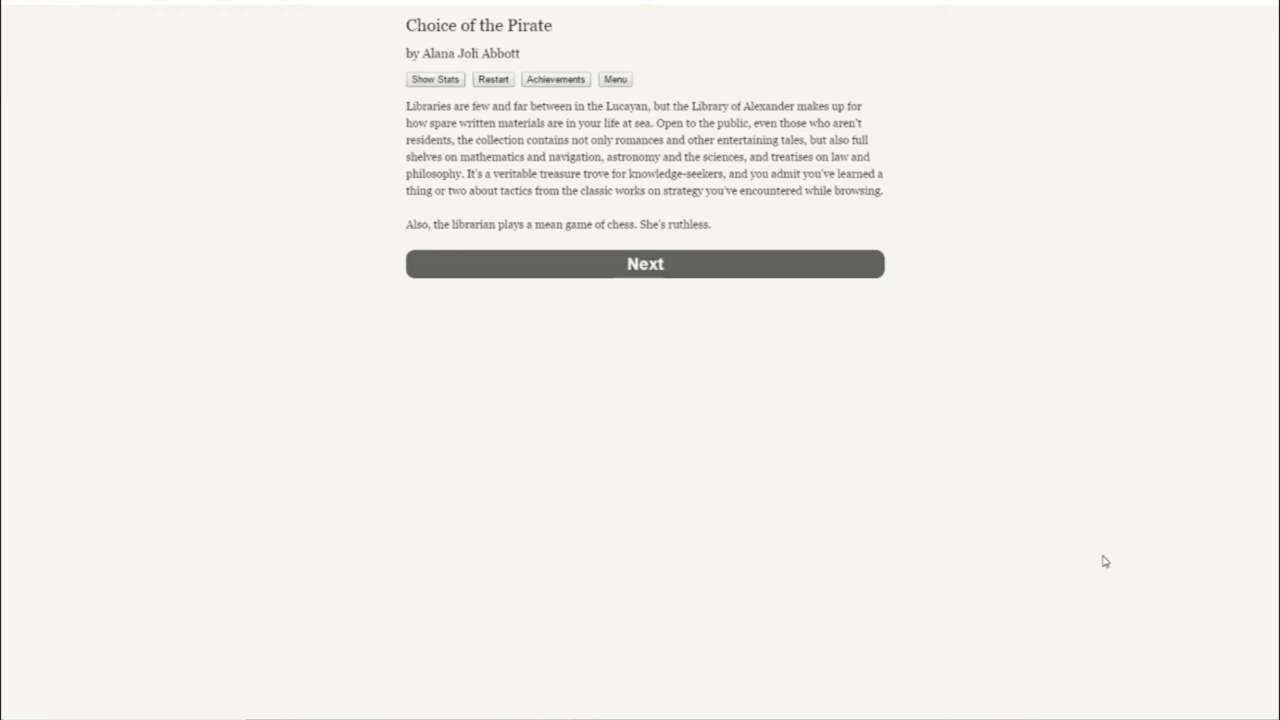 Choice of the Pirate
by Alana Joli Abbott
Show Stats Restart Achievements Menu
Libraries are few and far between in the Lucayan, but the Library of Alexander makes up for
how spare written materials are in your life at sea. Open to the public, even those who aren't
residents, the collection contains not only romances and other entertaining tales, but also full
shelves on mathematics and navigation, astronomy and the sciences, and treatises on law and
philosophy. It's a veritable treasure trove for knowledge-seekers, and you admit you've learned a
thing or two about tactics from the classic works on strategy you've encountered while browsing.
Also, the librarian plays a mean game of chess. She's ruthless.
Next